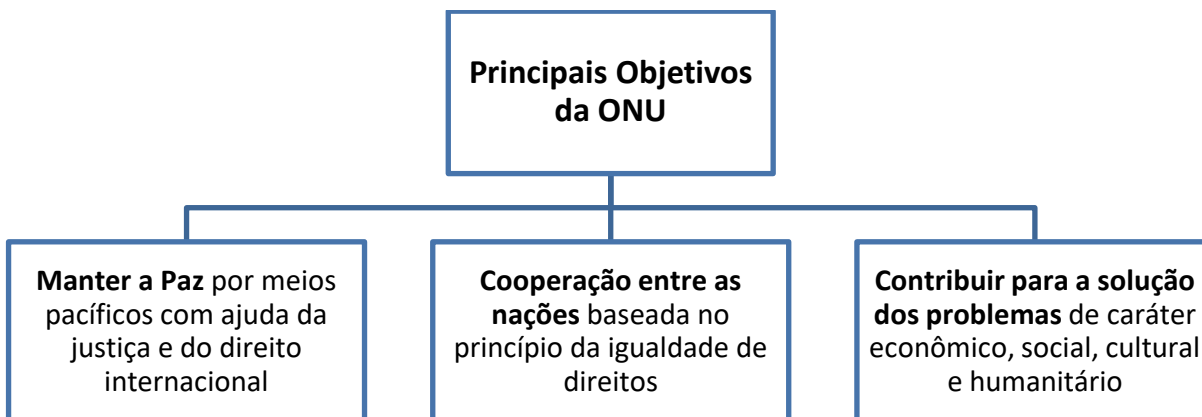 Principais Objetivos
da ONU
Manter a Paz por meios
pacíficos com ajuda da
justiça e do direito
internacional
Cooperação entre as
nações baseada no
princípio da igualdade de
direitos
Contribuir para a solução
dos problemas de caráter
econômico, social, cultural
e humanitário